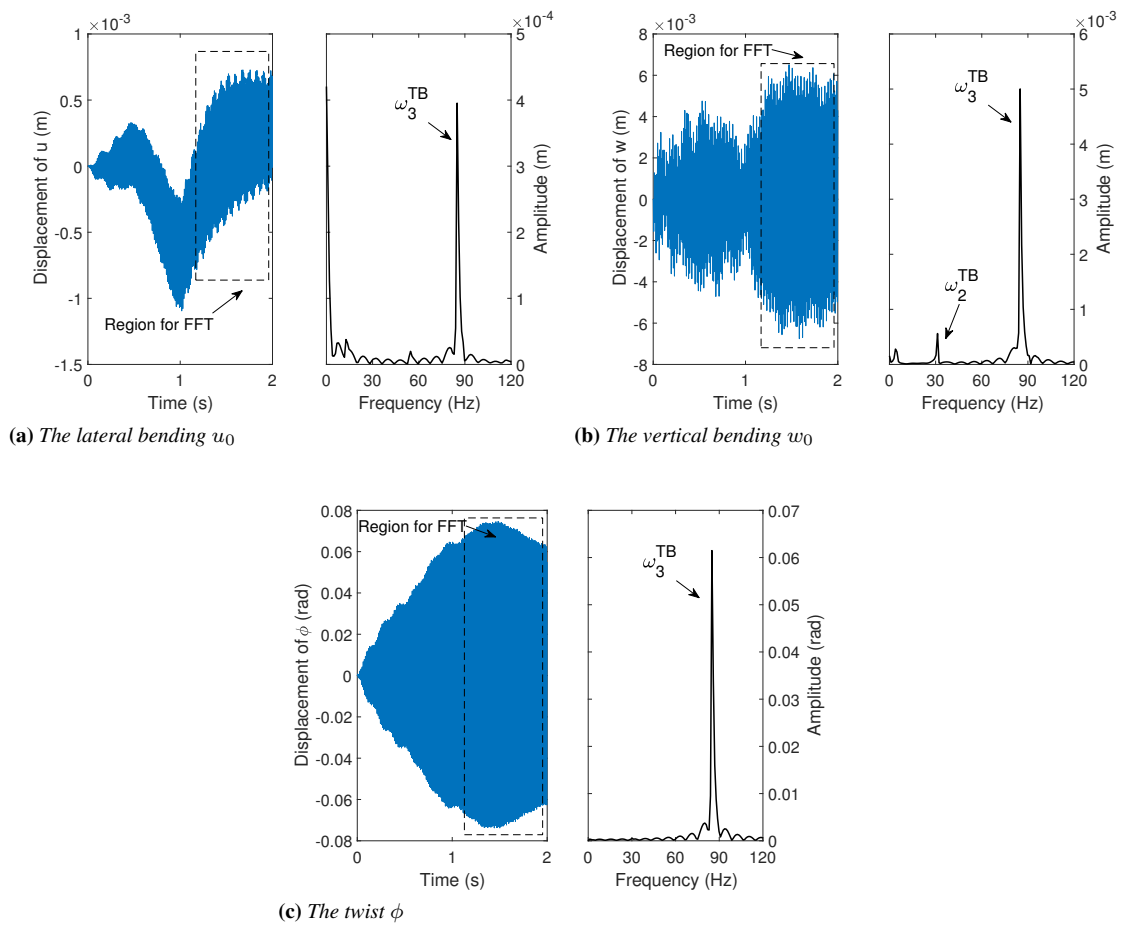 ×10⁻³
1
0.5
0
-0.5
-1
-1.5
Displacement of u (m)
0 1 2
Time (s)
Region for FFT
×10⁻⁴
5
4
3
2
1
0
Amplitude (m)
ω₃ᵀᴮ
0 30 60 90 120
Frequency (Hz)
(a) The lateral bending u₀
×10⁻³
8
6
4
2
0
-2
-4
-6
-8
Displacement of w (m)
0 1 2
Time (s)
Region for FFT
×10⁻³
6
5
4
3
2
1
0
Amplitude (m)
ω₃ᵀᴮ
ω₂ᵀᴮ
0 30 60 90 120
Frequency (Hz)
(b) The vertical bending w₀
0.08
0.06
0.04
0.02
0
-0.02
-0.04
-0.06
-0.08
Displacement of ϕ (rad)
0 1 2
Time (s)
Region for FFT
0.07
0.06
0.05
0.04
0.03
0.02
0.01
0
Amplitude (rad)
ω₃ᵀᴮ
0 30 60 90 120
Frequency (Hz)
(c) The twist ϕ